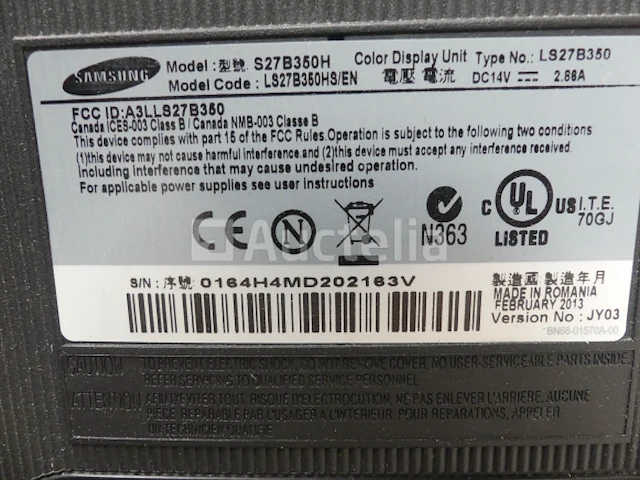 SAMSUNG
Model: 型號 S27B350H Color Display Unit Type No.: LS27B350
Model Code: LS27B350HS/EN 電壓 電流 DC14V 2.86A
FCC ID:A3LLS27B350
Canada ICES-003 Class B / Canada NMB-003 Classe B
This device complies with part 15 of the FCC Rules.Operation is subject to the following two conditions
(1)this device may not cause harmful interference.and (2)this device must accept any interference received.
Including interference that may cause undesired operation.
For applicable power supplies see user Instructions
CE N N363 C UL US I.T.E.
70GJ
LISTED
Auctelia
S/N: 序號: 0164H4MD202163V
製造國 製造年月
MADE IN ROMANIA
FEBRUARY 2013
Version No : JY03
BN68-01570A-00
CAUTION TO PREVENT ELECTRIC SHOCK, DO NOT REMOVE COVER. NO USER-SERVICEABLE PARTS INSIDE.
REFER SERVICING TO QUALIFIED SERVICE PERSONNEL.
ATTENTION AFIN D'EVITER TOUT RISQUE D'ELECTROCUTION, NE PAS ENLEVER L'ARRIERE, AUCUNE
PIECE REPARABLE PAR L'USAGER A L'INTERIEUR. POUR REPARATIONS, APPELER
UN TECHNICIEN QUALIFIE